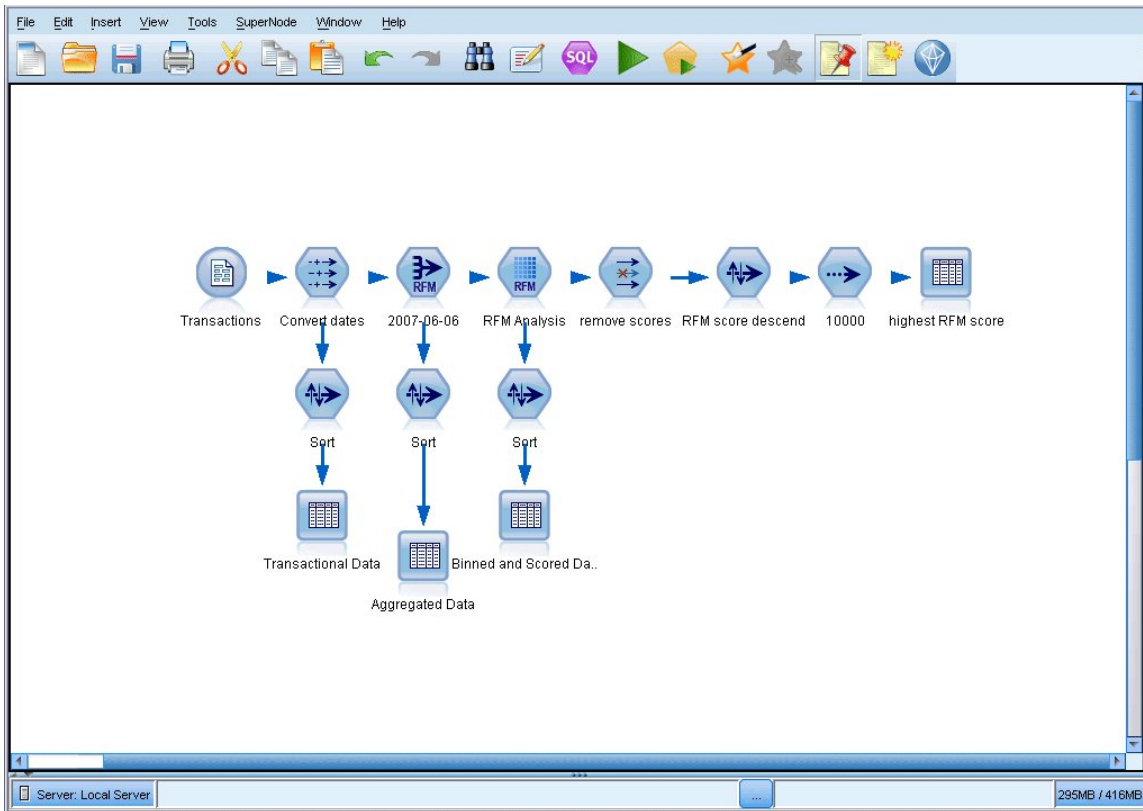 File Edit Insert View Tools SuperNode Window Help
SQL
RFM RFM
Transactions Convert dates 2007-06-06 RFM Analysis remove scores RFM score descend 10000 highest RFM score
Sort Sort Sort
Transactional Data Binned and Scored Da..
Aggregated Data
Server: Local Server ... 295MB / 416MB